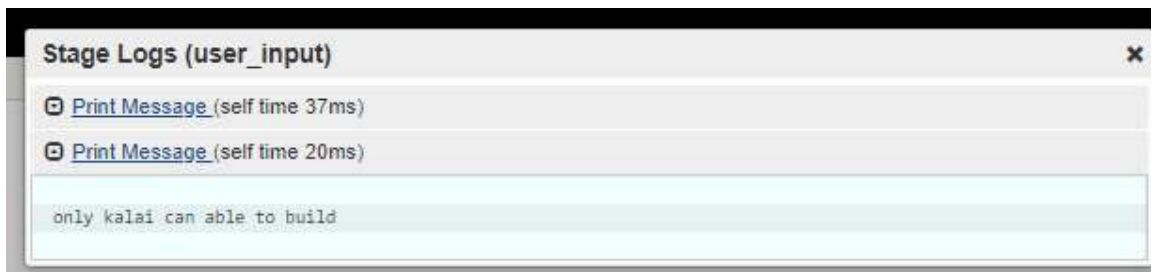 Stage Logs (user_input)
Print Message (self time 37ms)
Print Message (self time 20ms)
only kalai can able to build